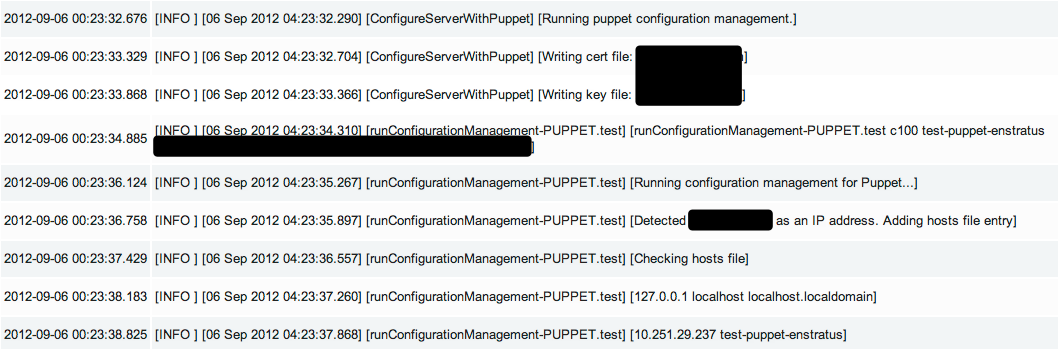 2012-09-06 00:23:32.676 [INFO ] [06 Sep 2012 04:23:32.290] [ConfigureServerWithPuppet] [Running puppet configuration management.]
2012-09-06 00:23:33.329 [INFO ] [06 Sep 2012 04:23:32.704] [ConfigureServerWithPuppet] [Writing cert file: ]
2012-09-06 00:23:33.868 [INFO ] [06 Sep 2012 04:23:33.366] [ConfigureServerWithPuppet] [Writing key file: ]
2012-09-06 00:23:34.885 [INFO ] [06 Sep 2012 04:23:34.310] [runConfigurationManagement-PUPPET.test] [runConfigurationManagement-PUPPET.test c100 test-puppet-enstratus
]
2012-09-06 00:23:36.124 [INFO ] [06 Sep 2012 04:23:35.267] [runConfigurationManagement-PUPPET.test] [Running configuration management for Puppet...]
2012-09-06 00:23:36.758 [INFO ] [06 Sep 2012 04:23:35.897] [runConfigurationManagement-PUPPET.test] [Detected as an IP address. Adding hosts file entry]
2012-09-06 00:23:37.429 [INFO ] [06 Sep 2012 04:23:36.557] [runConfigurationManagement-PUPPET.test] [Checking hosts file]
2012-09-06 00:23:38.183 [INFO ] [06 Sep 2012 04:23:37.260] [runConfigurationManagement-PUPPET.test] [127.0.0.1 localhost localhost.localdomain]
2012-09-06 00:23:38.825 [INFO ] [06 Sep 2012 04:23:37.868] [runConfigurationManagement-PUPPET.test] [10.251.29.237 test-puppet-enstratus]